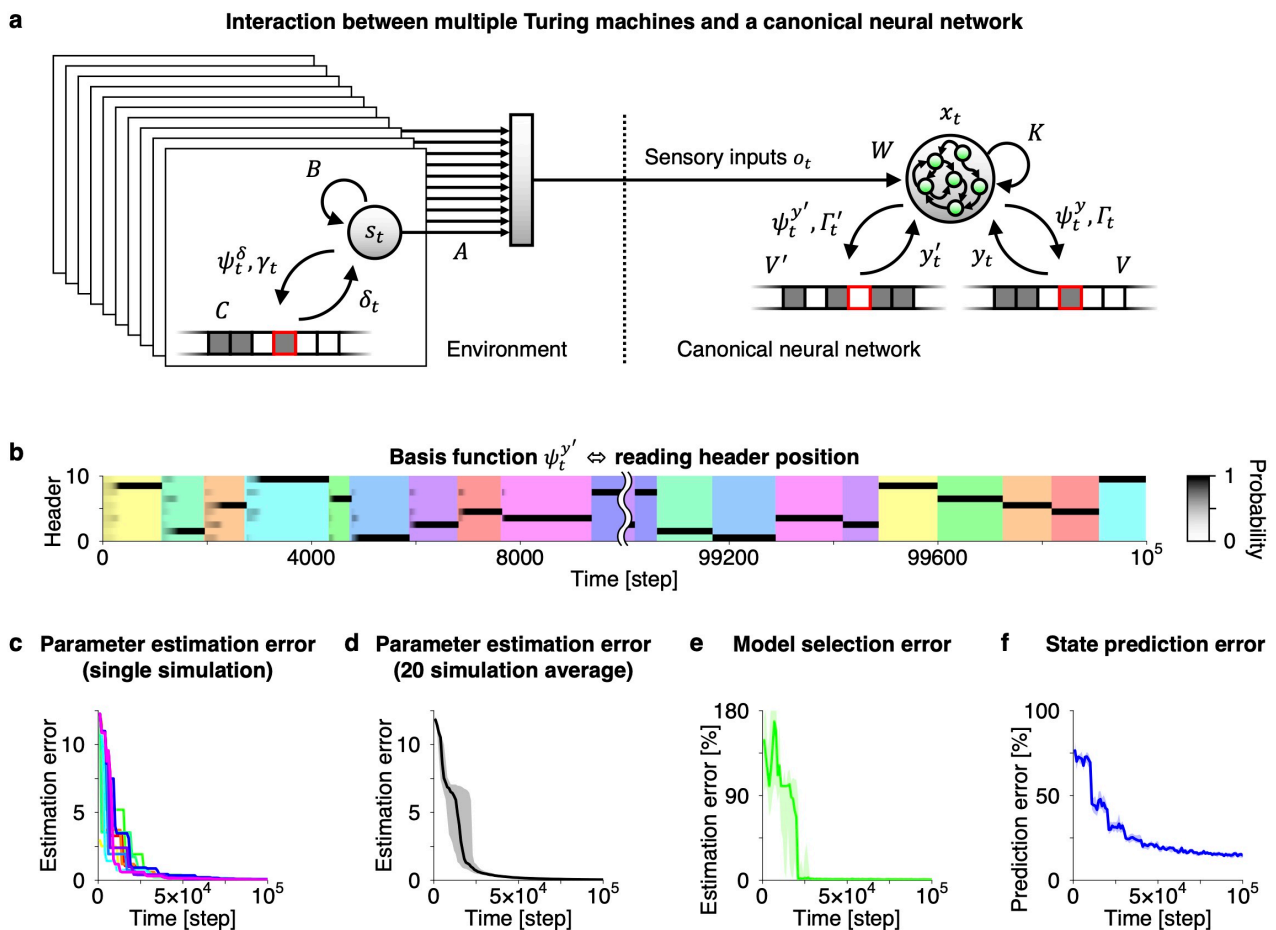 a Interaction between multiple Turing machines and a canonical neural network
B
s_t
A
ψ_t^δ, γ_t
δ_t
C
Environment
Sensory inputs o_t
x_t
W
K
ψ_t^{y'}, Γ_t'
y_t'
V'
ψ_t^y, Γ_t
y_t
V
Canonical neural network
b Basis function ψ_t^{y'} ⇔ reading header position
Header
10
0
0 4000 8000 99200 99600 10^5
Time [step]
1
0
Probability
c Parameter estimation error
(single simulation)
Estimation error
10
5
0
0 5×10^4 10^5
Time [step]
d Parameter estimation error
(20 simulation average)
Estimation error
10
5
0
0 5×10^4 10^5
Time [step]
e Model selection error
Estimation error [%]
180
90
0
0 5×10^4 10^5
Time [step]
f State prediction error
Prediction error [%]
100
50
0
0 5×10^4 10^5
Time [step]